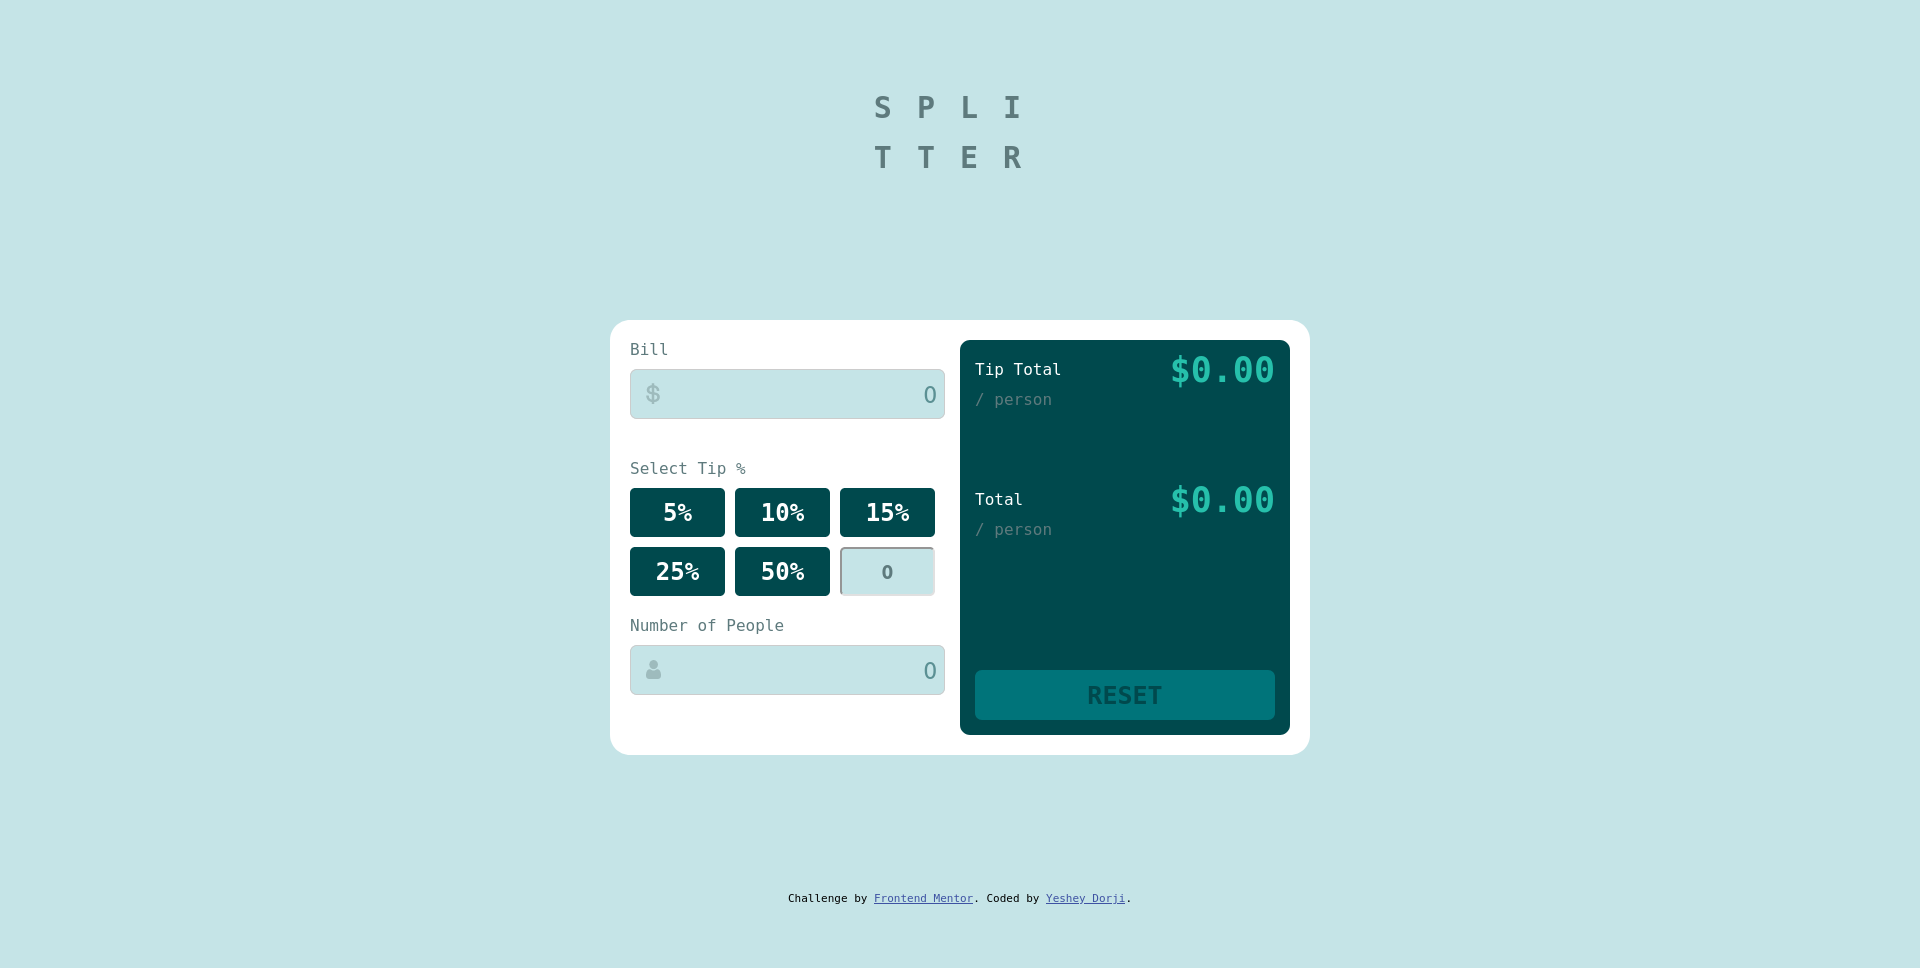 S P L I
T T E R
Bill
0
Select Tip %
5% 10% 15%
25% 50% 0
Number of People
0
Tip Total $0.00
/ person
Total $0.00
/ person
RESET
Challenge by Frontend Mentor. Coded by Yeshey Dorji.